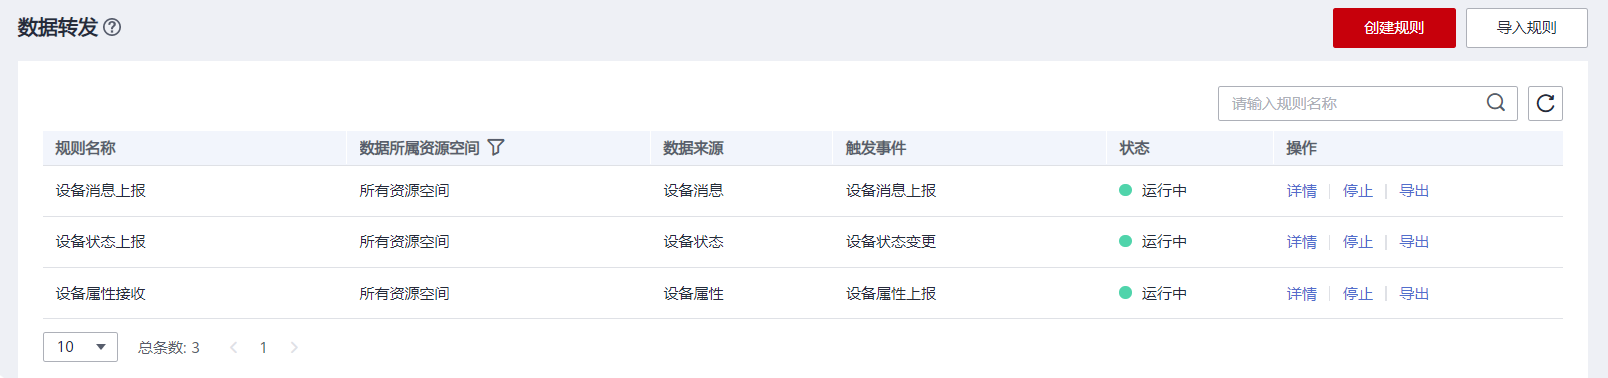 数据转发
创建规则 导入规则
请输入规则名称
规则名称 数据所属资源空间 数据来源 触发事件 状态 操作
设备消息上报 所有资源空间 设备消息 设备消息上报 运行中 详情 停止 导出
设备状态上报 所有资源空间 设备状态 设备状态变更 运行中 详情 停止 导出
设备属性接收 所有资源空间 设备属性 设备属性上报 运行中 详情 停止 导出
10 总条数: 3 1